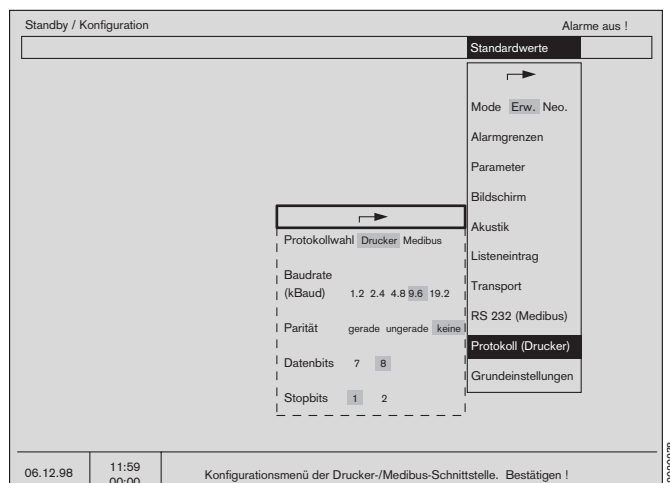 Standby / Konfiguration Alarme aus !
Standardwerte
Mode Erw. Neo.
Alarmgrenzen
Parameter
Bildschirm
Akustik
Listeneintrag
Transport
RS 232 (Medibus)
Protokoll (Drucker)
Grundeinstellungen
Protokollwahl Drucker Medibus
Baudrate
(kBaud) 1.2 2.4 4.8 9.6 19.2
Parität gerade ungerade keine
Datenbits 7 8
Stopbits 1 2
06.12.98 11:59
00:00
Konfigurationsmenü der Drucker-/Medibus-Schnittstelle. Bestätigen !